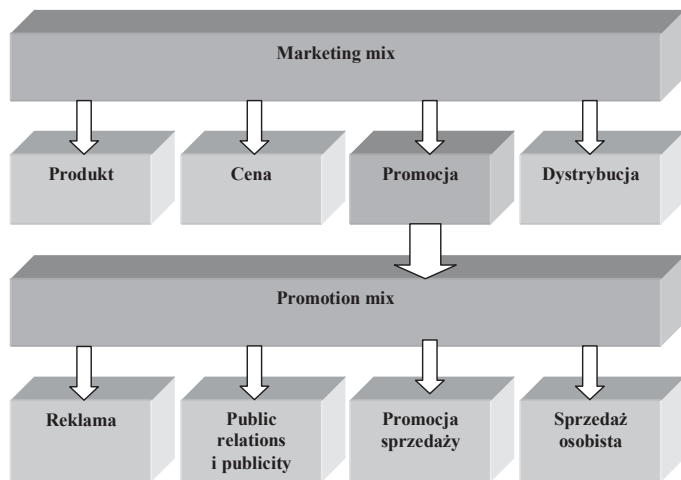 Marketing mix
Produkt
Cena
Promocja
Dystrybucja
Promotion mix
Reklama
Public
relations
i publicity
Promocja
sprzedaży
Sprzedaż
osobista